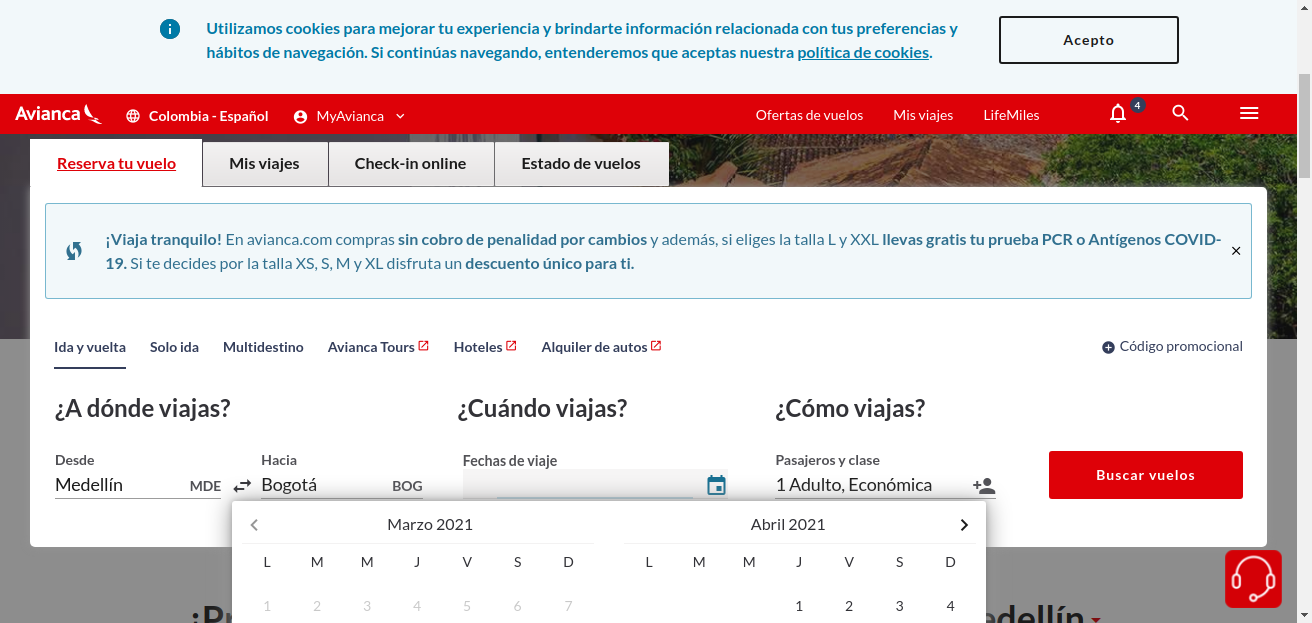 Utilizamos cookies para mejorar tu experiencia y brindarte información relacionada con tus preferencias y
hábitos de navegación. Si continúas navegando, entenderemos que aceptas nuestra política de cookies.
Acepto
Avianca
Colombia - Español
MyAvianca
Ofertas de vuelos
Mis viajes
LifeMiles
4
Reserva tu vuelo
Mis viajes
Check-in online
Estado de vuelos
¡Viaja tranquilo! En avianca.com compras sin cobro de penalidad por cambios y además, si eliges la talla L y XXL llevas gratis tu prueba PCR o Antígenos COVID-
19. Si te decides por la talla XS, S, M y XL disfruta un descuento único para ti.
Ida y vuelta
Solo ida
Multidestino
Avianca Tours
Hoteles
Alquiler de autos
Código promocional
¿A dónde viajas?
¿Cuándo viajas?
¿Cómo viajas?
Desde
Hacia
Fechas de viaje
Pasajeros y clase
Medellín MDE
Bogotá BOG
1 Adulto, Económica
Buscar vuelos
Marzo 2021
Abril 2021
L M M J V S D
L M M J V S D
1 2 3 4 5 6 7
1 2 3 4